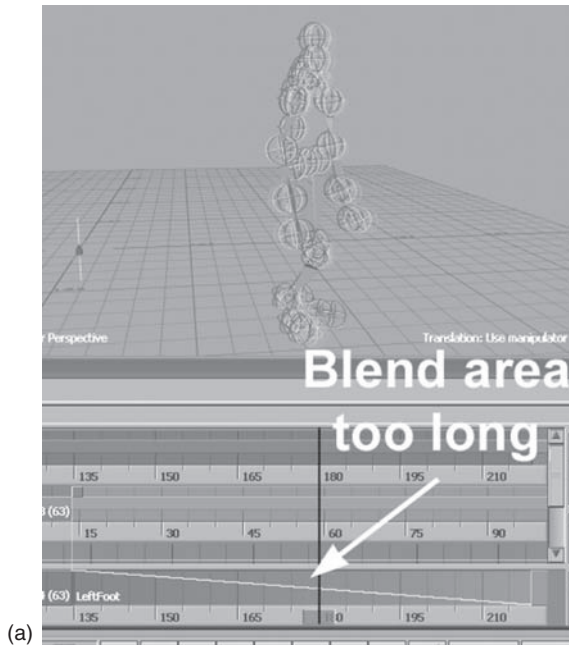 Perspective
Translation: Use manipulator
Blend area
too long
135 150 165 180 195 210
(63)
15 30 45 60 75 90
(63) LeftFoot
135 150 165 195 210
(a)